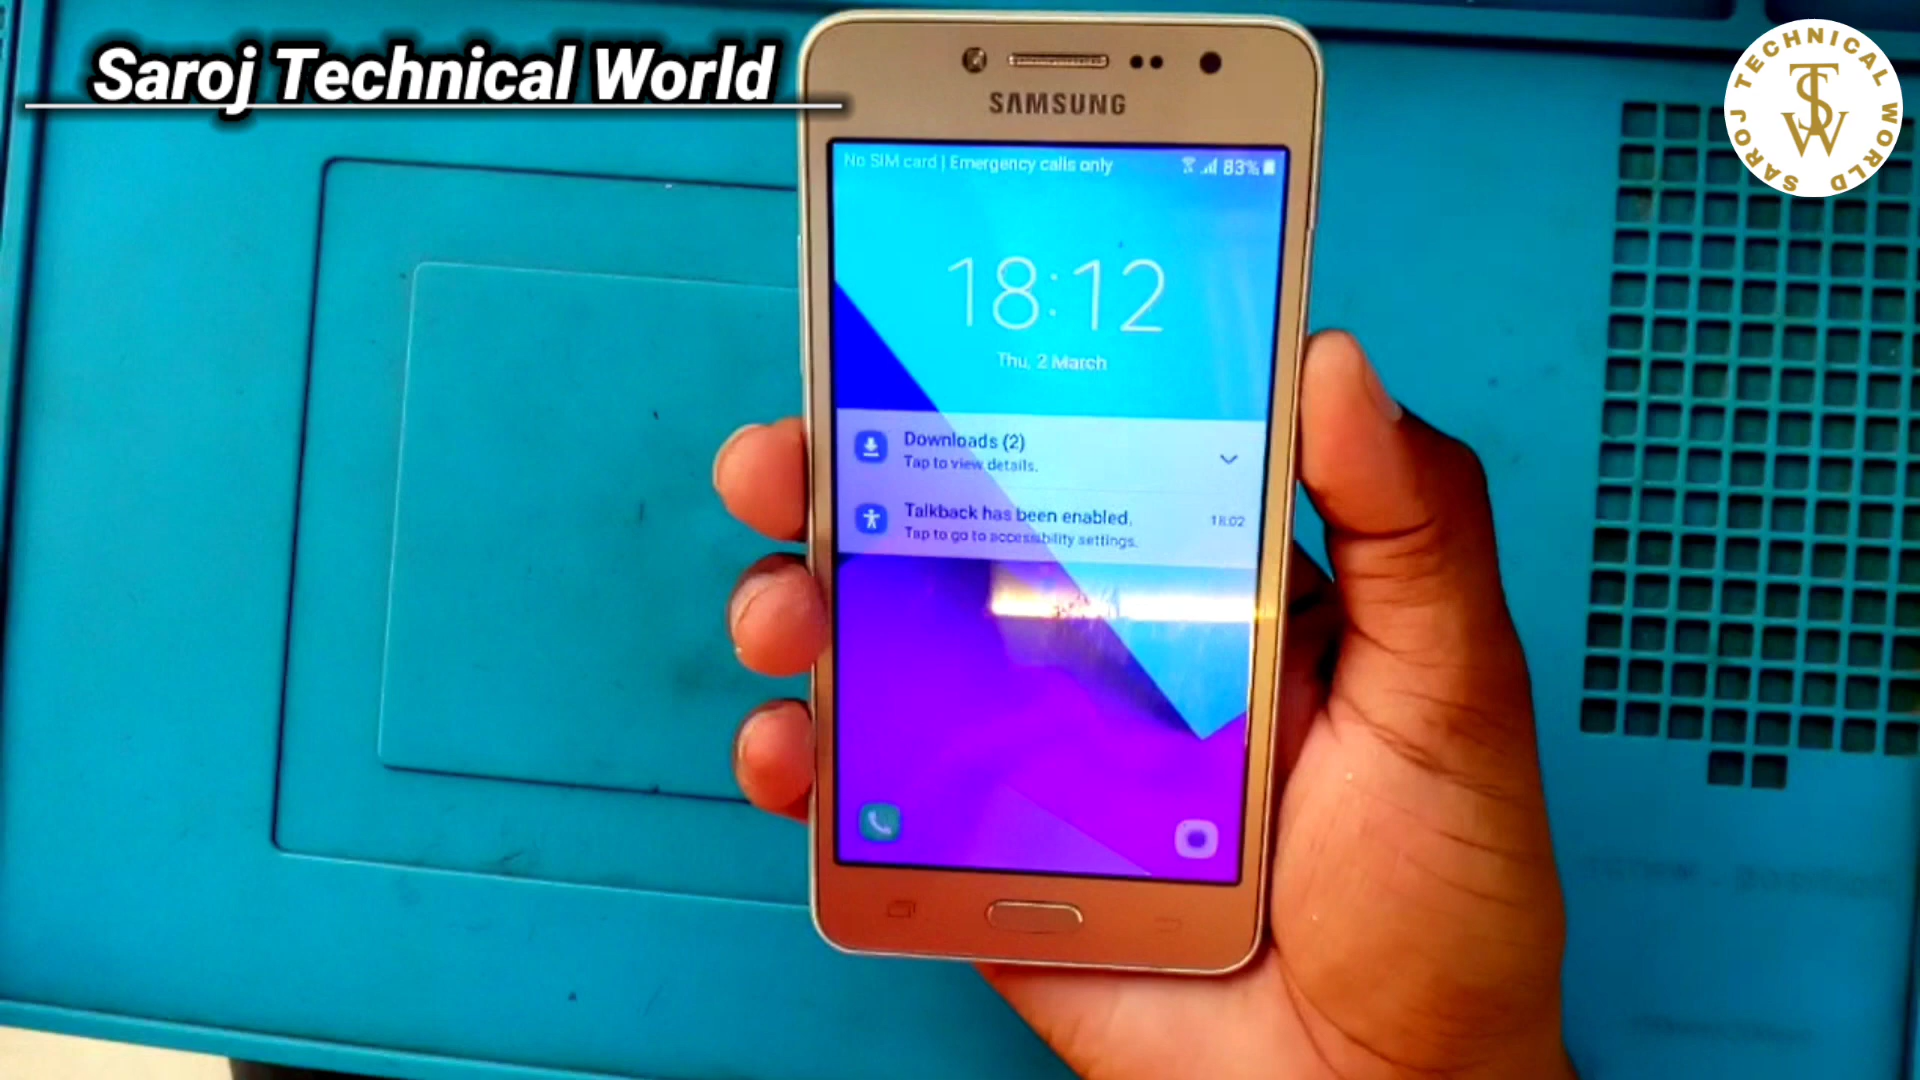 Saroj Technical World
SAROJ TECHNICAL WORLD
STW
SAMSUNG
No SIM card | Emergency calls only
83%
18:12
Thu, 2 March
Downloads (2)
Tap to view details.
Talkback has been enabled.
18:02
Tap to go to accessibility settings.